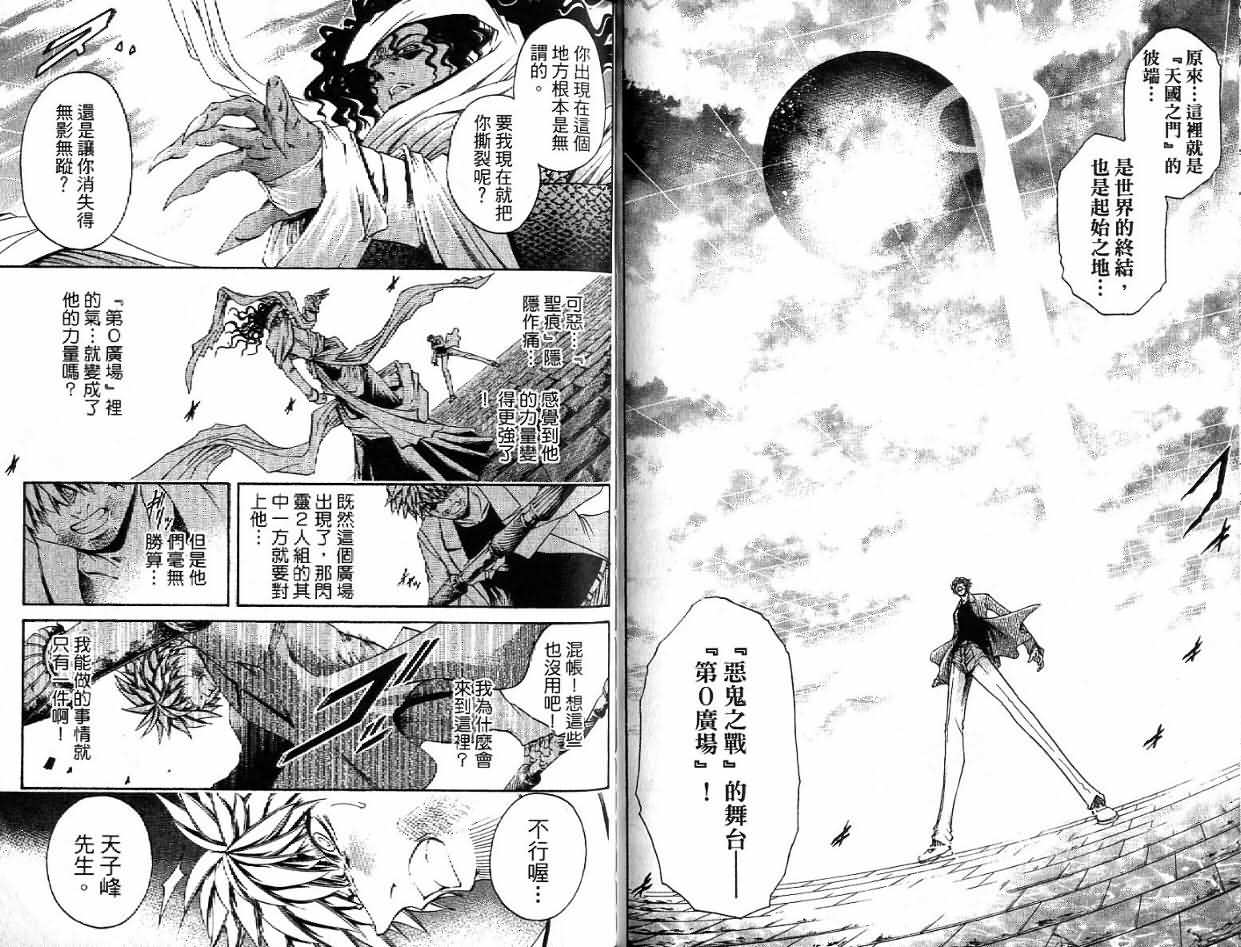 原來…這裡就是
『天國之門』的
彼端…
是世界的終結，
也是起始之地…
『惡鬼之戰』的舞台——
『第0廣場』！
你出現在這個
地方根本是無
謂的。
要我現在就把
你撕裂呢？
還是讓你消失得
無影無蹤？
可惡…『
聖痕』隱
隱作痛…
感覺到他
的力量變
得更強了
！
『第0廣場』裡
的氣…就變成了
他的力量嗎？
既然這個廣場
出現了，那閃
靈2人組的其
中一方就要對
上他…
但是他
們毫無
勝算…
混帳！想這些
也沒用吧！
我為什麼會
來到這裡？
我能做的事情就
只有一件啊！
不行喔…
天子峰
先生。